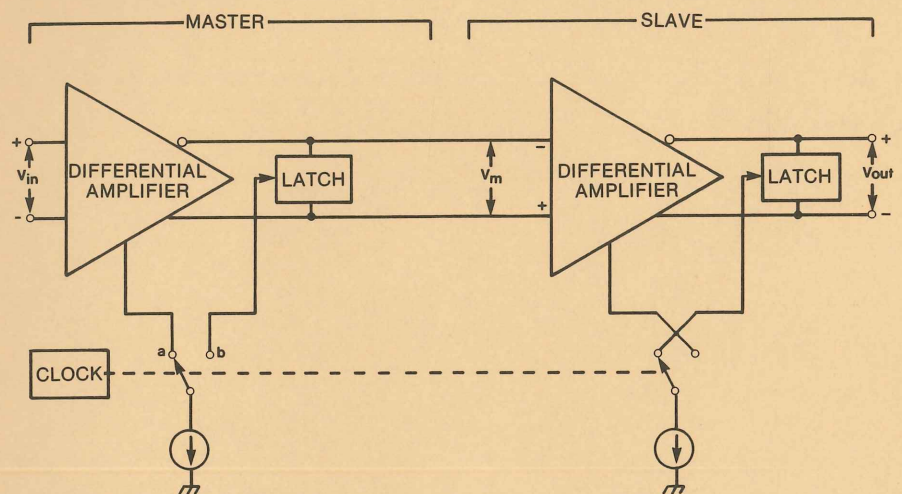 MASTER
SLAVE
+
Vin
-
DIFFERENTIAL
AMPLIFIER
LATCH
-
Vm
+
DIFFERENTIAL
AMPLIFIER
LATCH
+
Vout
-
a
b
CLOCK